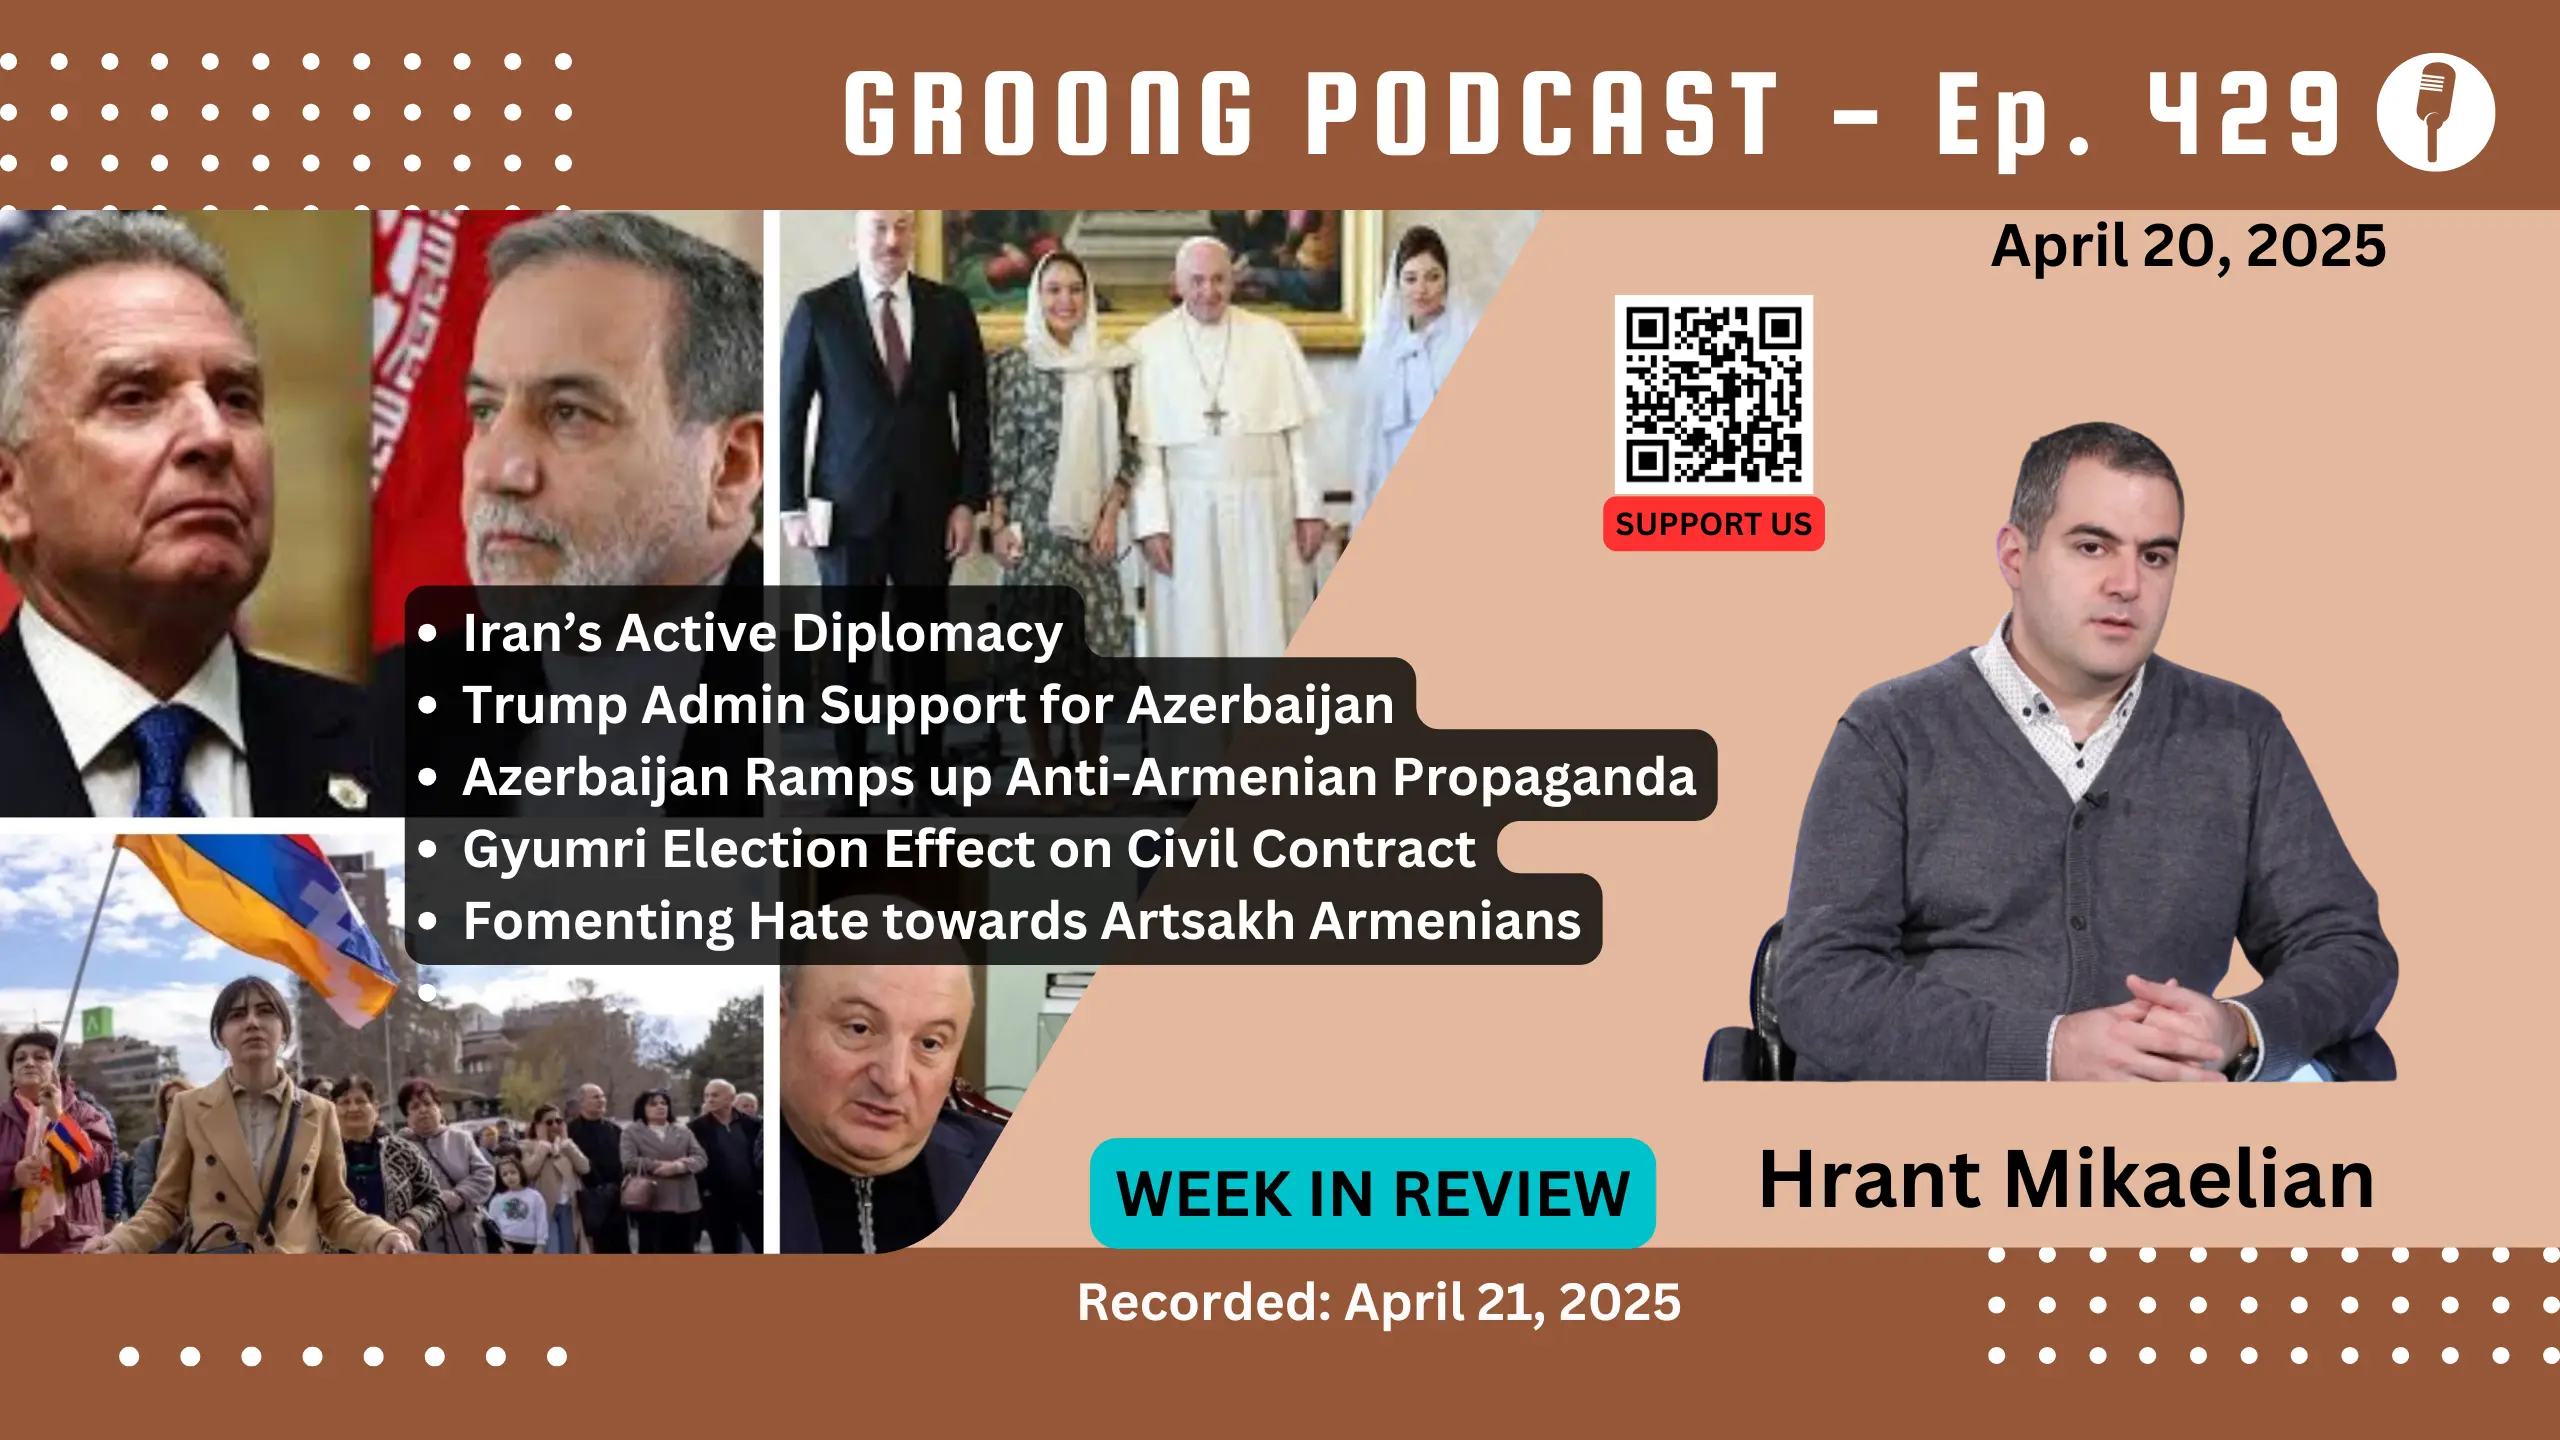 GROONG PODCAST – Ep. 429
April 20, 2025
SUPPORT US
• Iran’s Active Diplomacy
• Trump Admin Support for Azerbaijan
• Azerbaijan Ramps up Anti-Armenian Propaganda
• Gyumri Election Effect on Civil Contract
• Fomenting Hate towards Artsakh Armenians
•
WEEK IN REVIEW
Hrant Mikaelian
Recorded: April 21, 2025